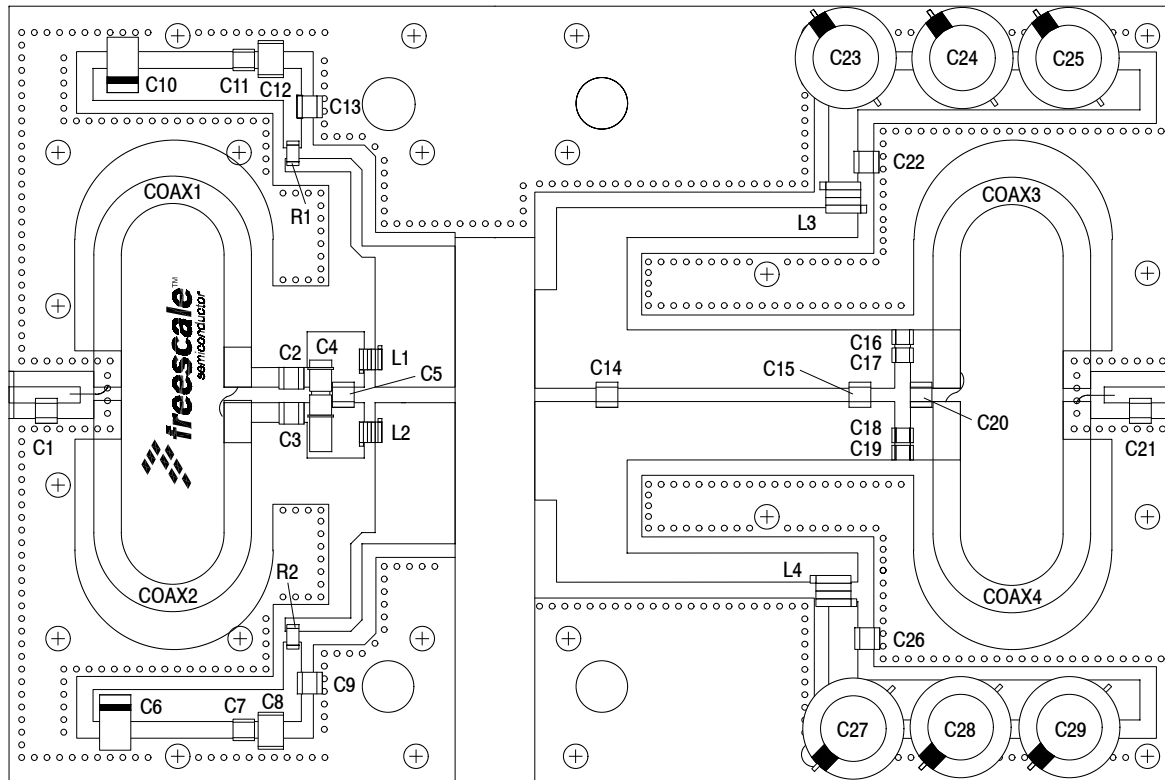 C23
C24
C25
C10
C11
C12
C13
C22
COAX1
R1
COAX3
L3
freescale™
semiconductor
C2
C4
L1
C5
C14
C15
C16
C17
C1
C3
L2
C18
C19
C20
C21
R2
L4
COAX2
COAX4
C26
C6
C7
C8
C9
C27
C28
C29